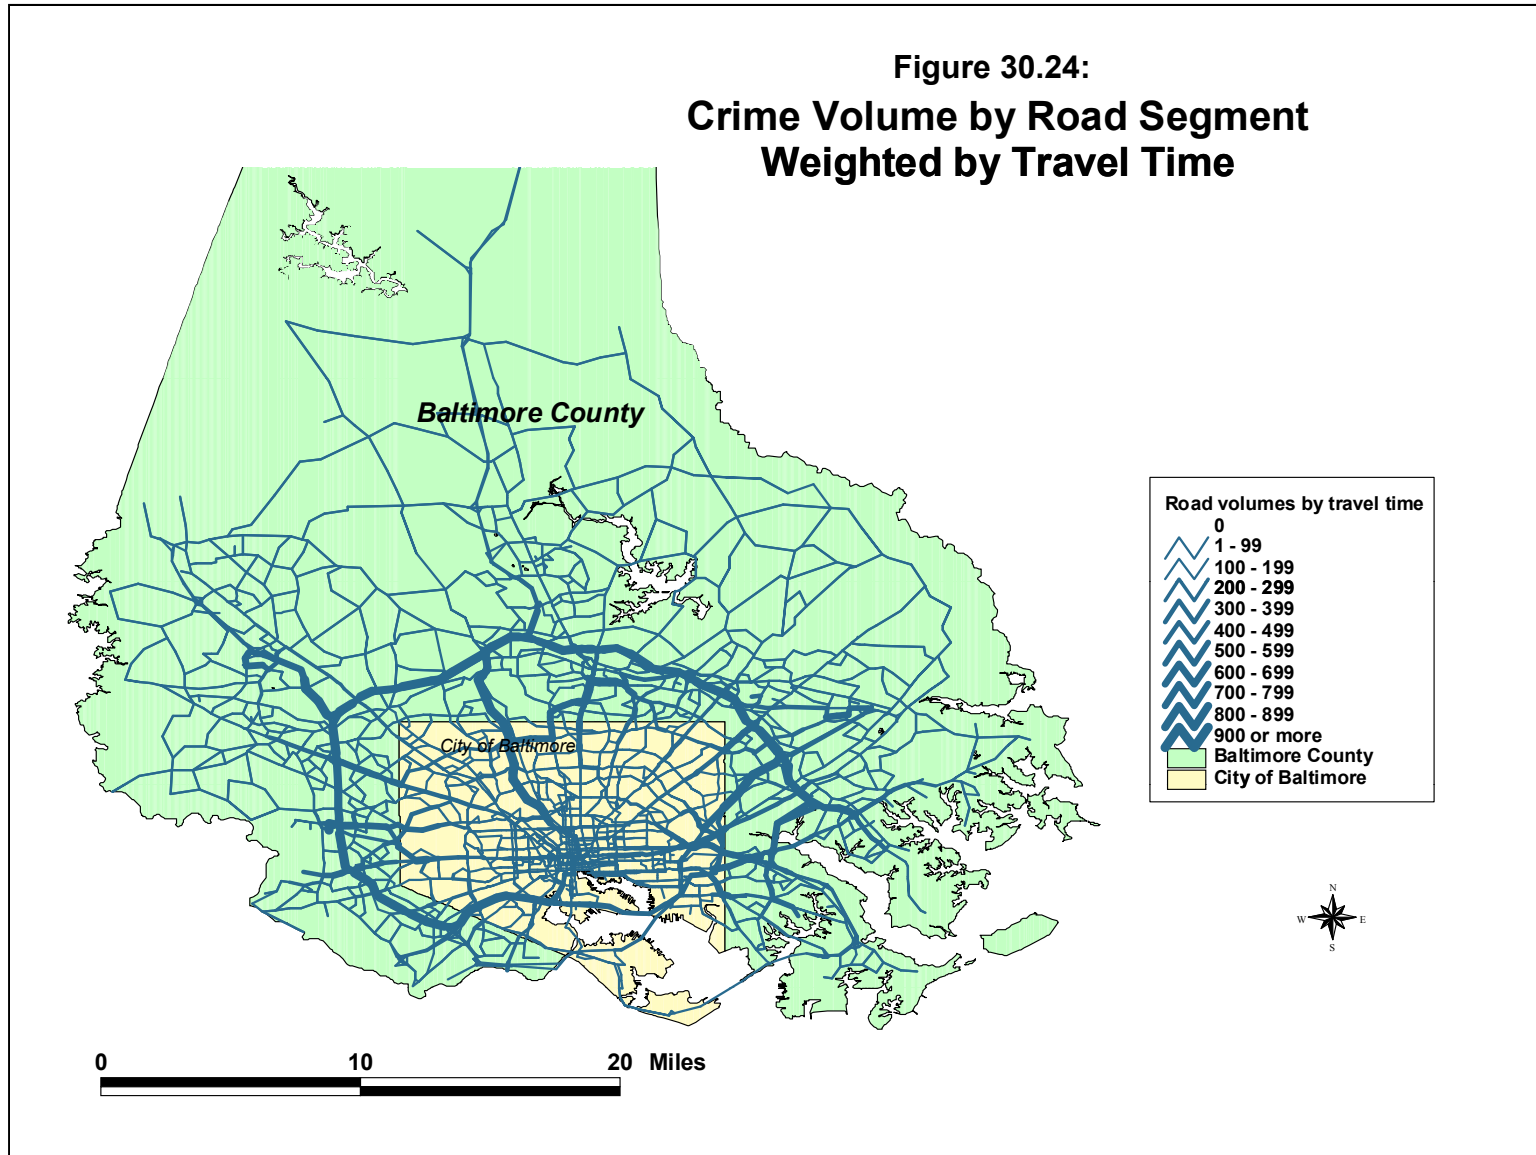 Figure 30.24:
Crime Volume by Road Segment
Weighted by Travel Time
Baltimore County
City of Baltimore
Road volumes by travel time
0
1 - 99
100 - 199
200 - 299
300 - 399
400 - 499
500 - 599
600 - 699
700 - 799
800 - 899
900 or more
Baltimore County
City of Baltimore
N
W E
S
0 10 20 Miles